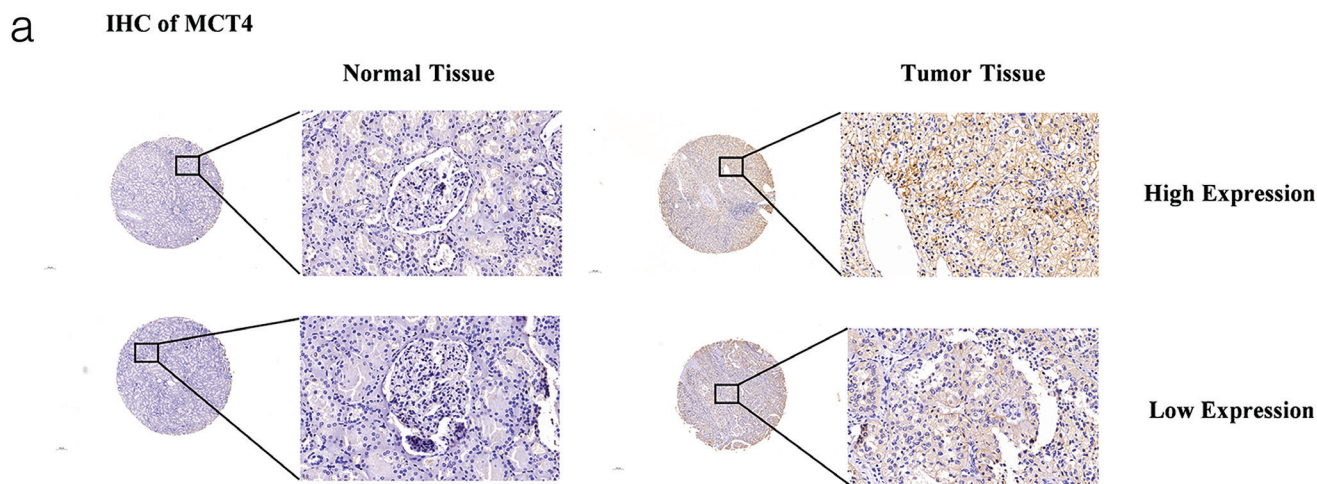 a
IHC of MCT4
Normal Tissue
Tumor Tissue
High Expression
Low Expression